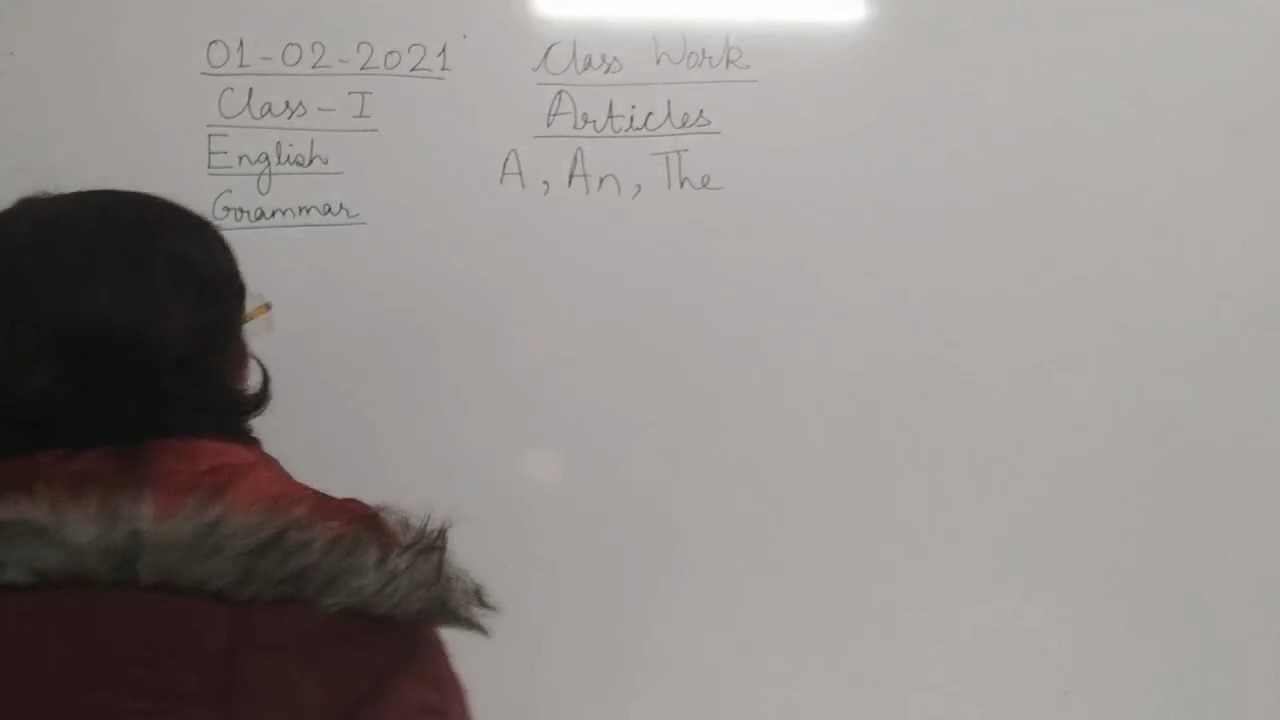 01-02-2021
Class - I
English
Grammar
Class Work
Articles
A, An, The